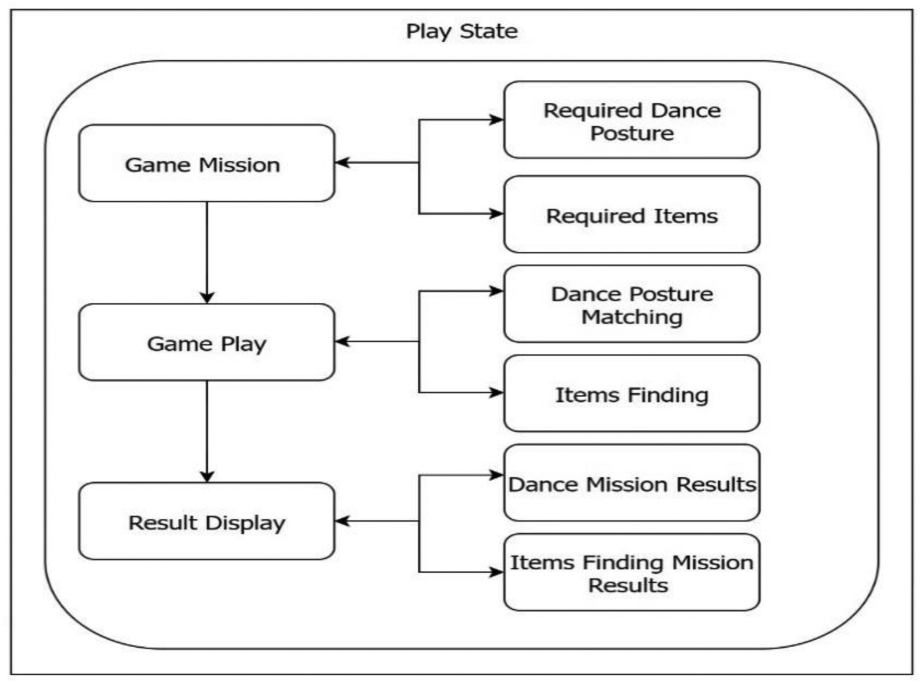 Play State
Game Mission
Required Dance
Posture
Required Items
Game Play
Dance Posture
Matching
Items Finding
Result Display
Dance Mission Results
Items Finding Mission
Results